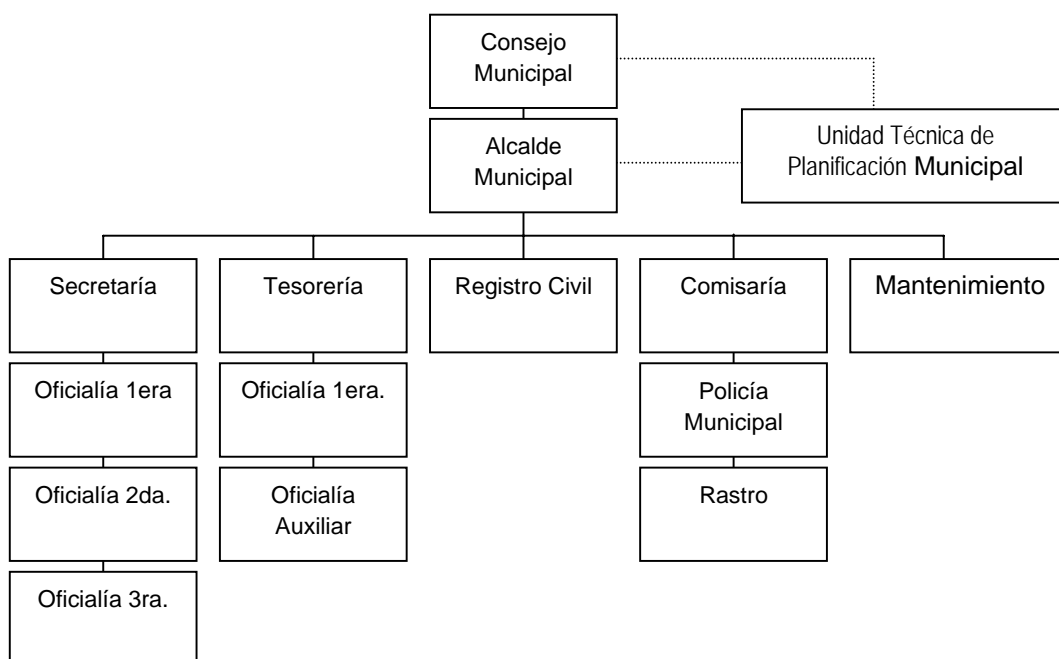 Consejo
Municipal
Alcalde
Municipal
Unidad Técnica de
Planificación Municipal
Secretaría
Tesorería
Registro Civil
Comisaría
Mantenimiento
Oficialía 1era
Oficialía 1era.
Policía
Municipal
Oficialía 2da.
Oficialía
Auxiliar
Rastro
Oficialía 3ra.